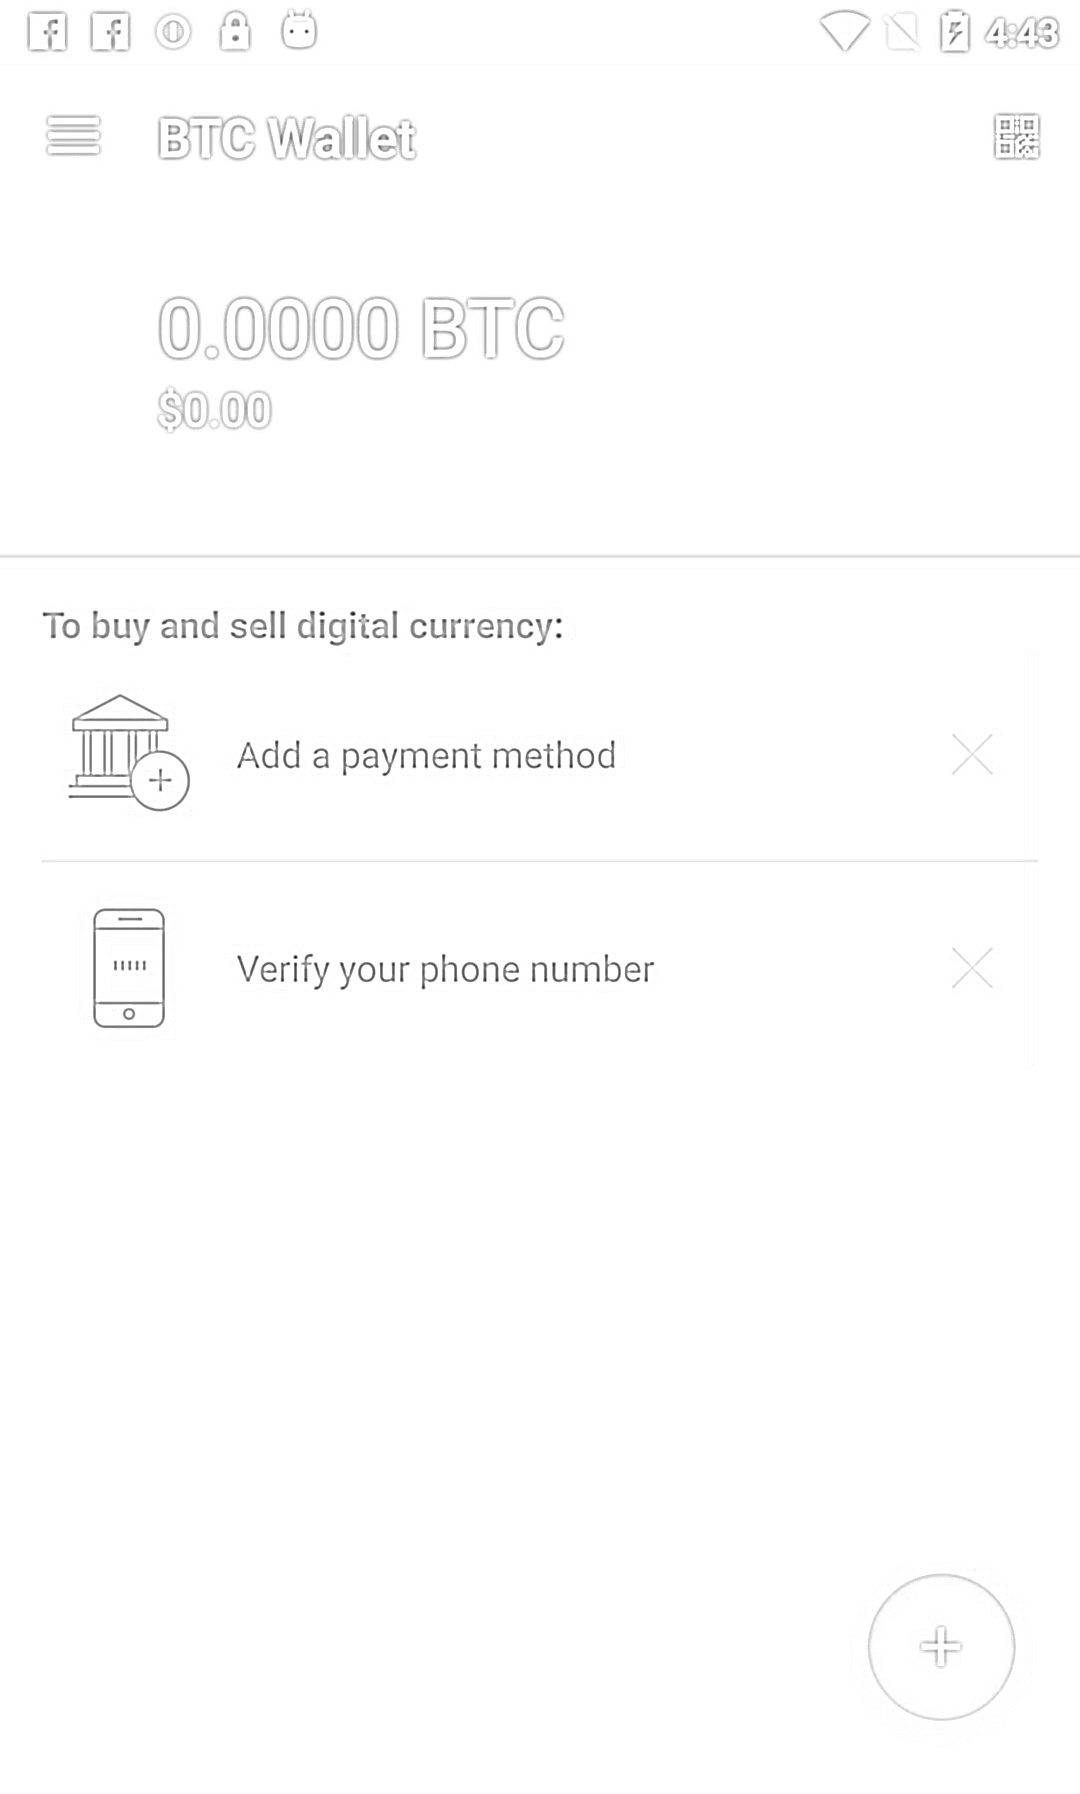 4:43
BTC Wallet
0.0000 BTC
$0.00
To buy and sell digital currency:
Add a payment method
Verify your phone number